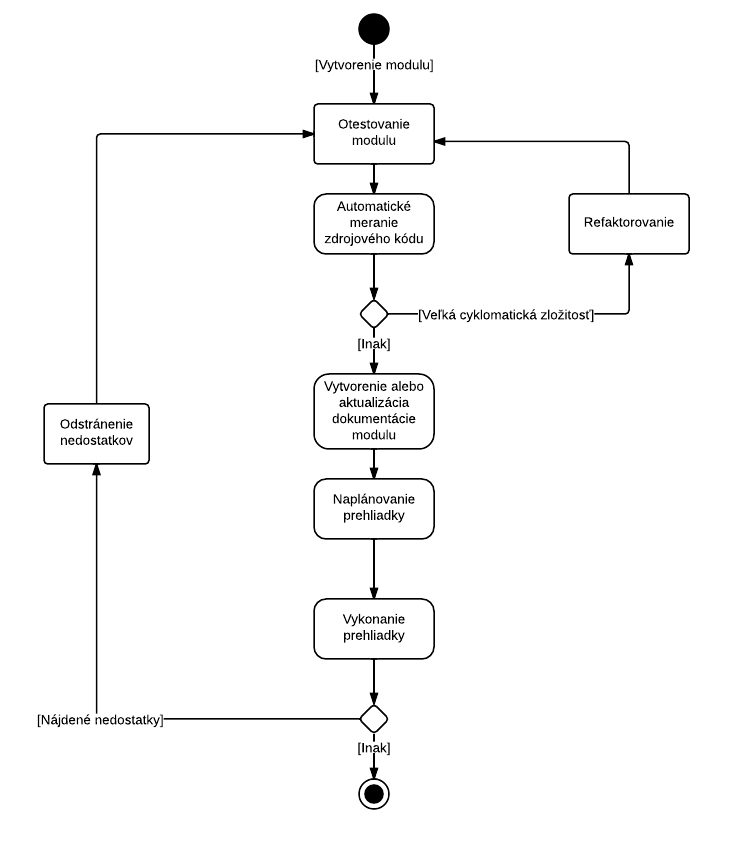 [Vytvorenie modulu]
Otestovanie
modulu
Automatické
meranie
zdrojového kódu
Refaktorovanie
[Veľká cyklomatická zložitosť]
[Inak]
Vytvorenie alebo
aktualizácia
dokumentácie
modulu
Odstránenie
nedostatkov
Naplánovanie
prehliadky
Vykonanie
prehliadky
[Nájdené nedostatky]
[Inak]